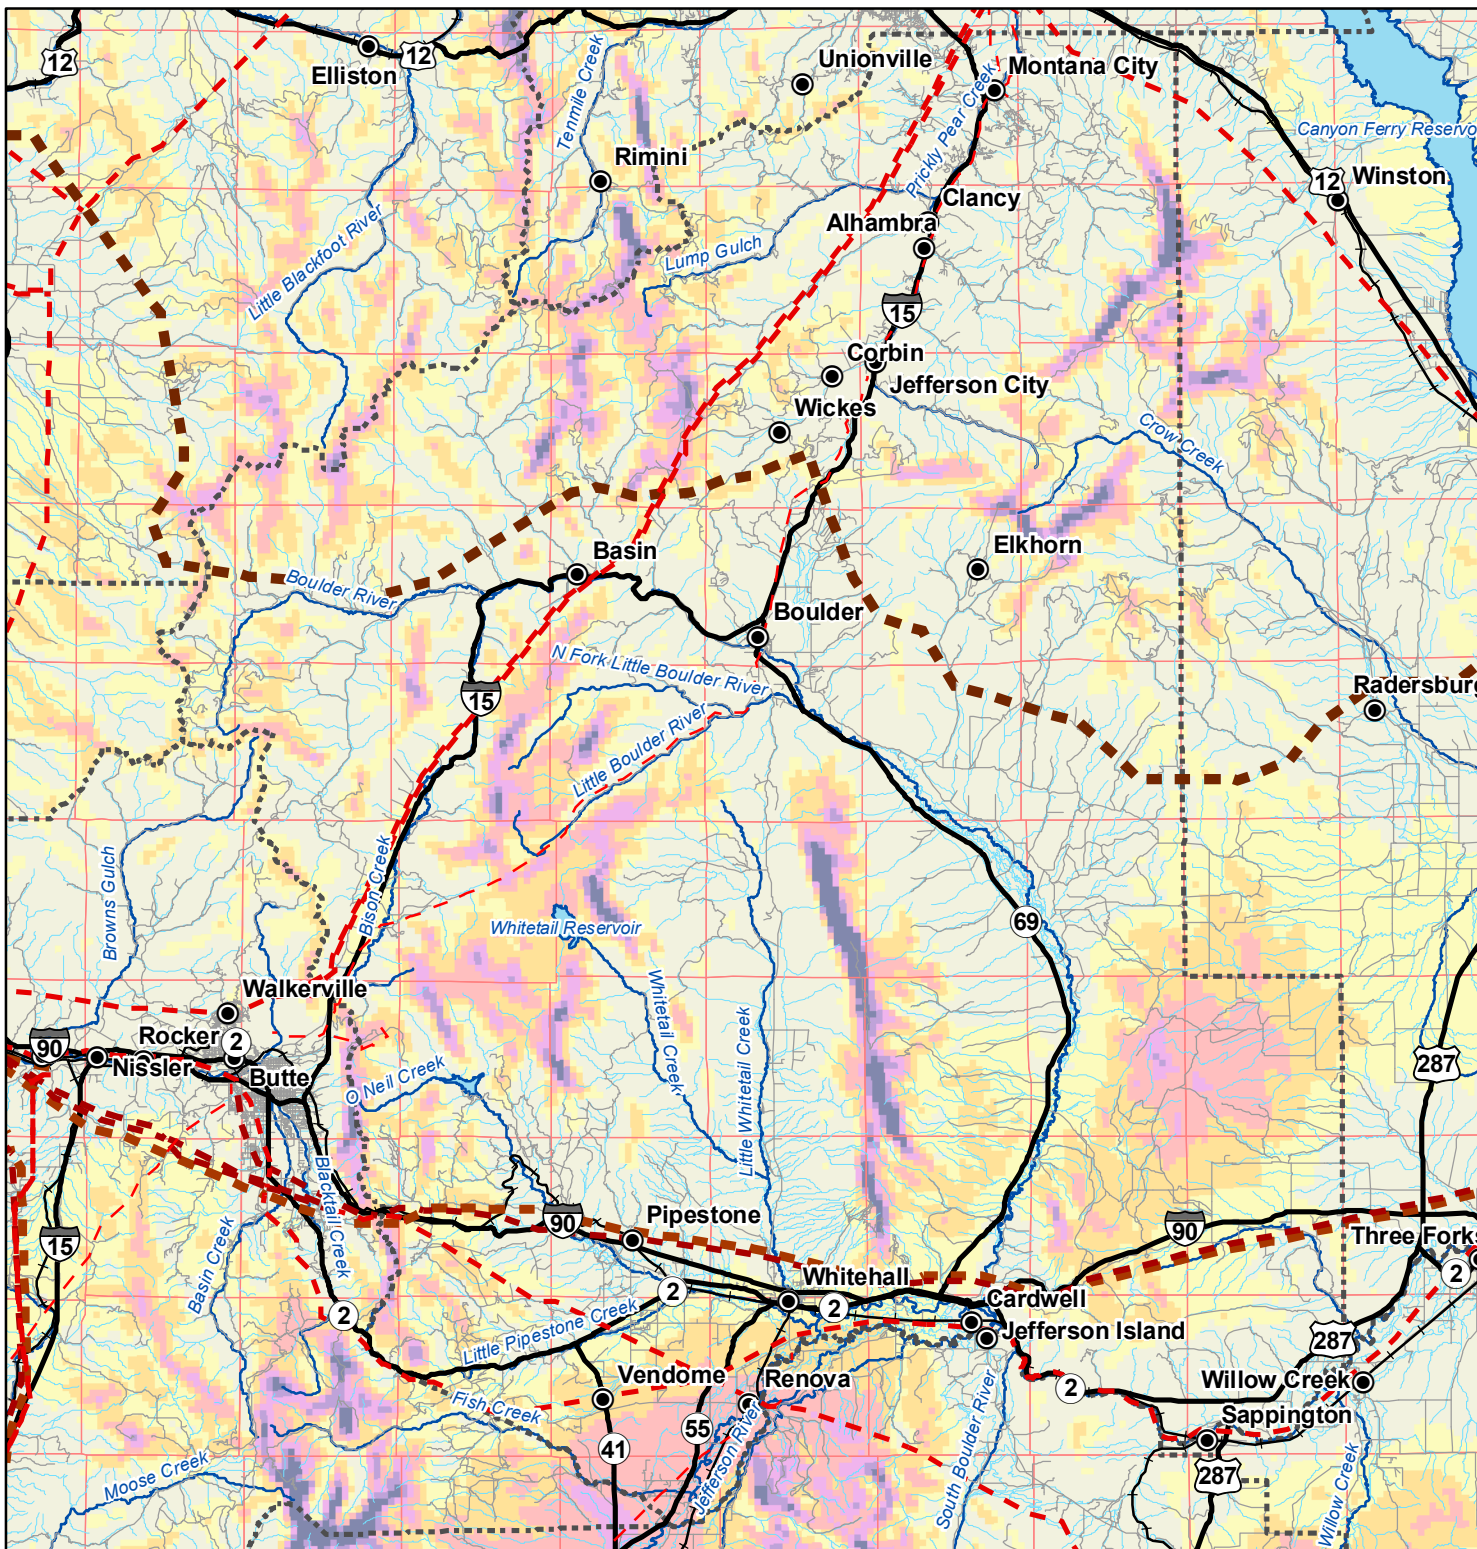 12
Elliston
12
Unionville
Montana City
Tenmile Creek
Prickly Pear Creek
Canyon Ferry Reservo
Rimini
12
Winston
Clancy
Alhambra
Little Blackfoot River
Lump Gulch
15
Corbin
Jefferson City
Wickes
Crow Creek
Basin
Elkhorn
Boulder River
Boulder
N Fork Little Boulder River
15
Radersburg
Little Boulder River
Browns Gulch
Bison Creek
Whitetail Reservoir
69
Walkerville
Whitetail Creek
Little Whitetail Creek
Rocker
2
90
Nissler
Butte
O Neil Creek
287
Blacktail Creek
Basin Creek
15
90
Pipestone
90
Three Forks
2
Whitehall
2
2
2
Cardwell
Jefferson Island
Little Pipestone Creek
287
Vendome
Renova
2
Willow Creek
Fish Creek
Sappington
55
41
Jefferson River
South Boulder River
Moose Creek
287
Willow Creek